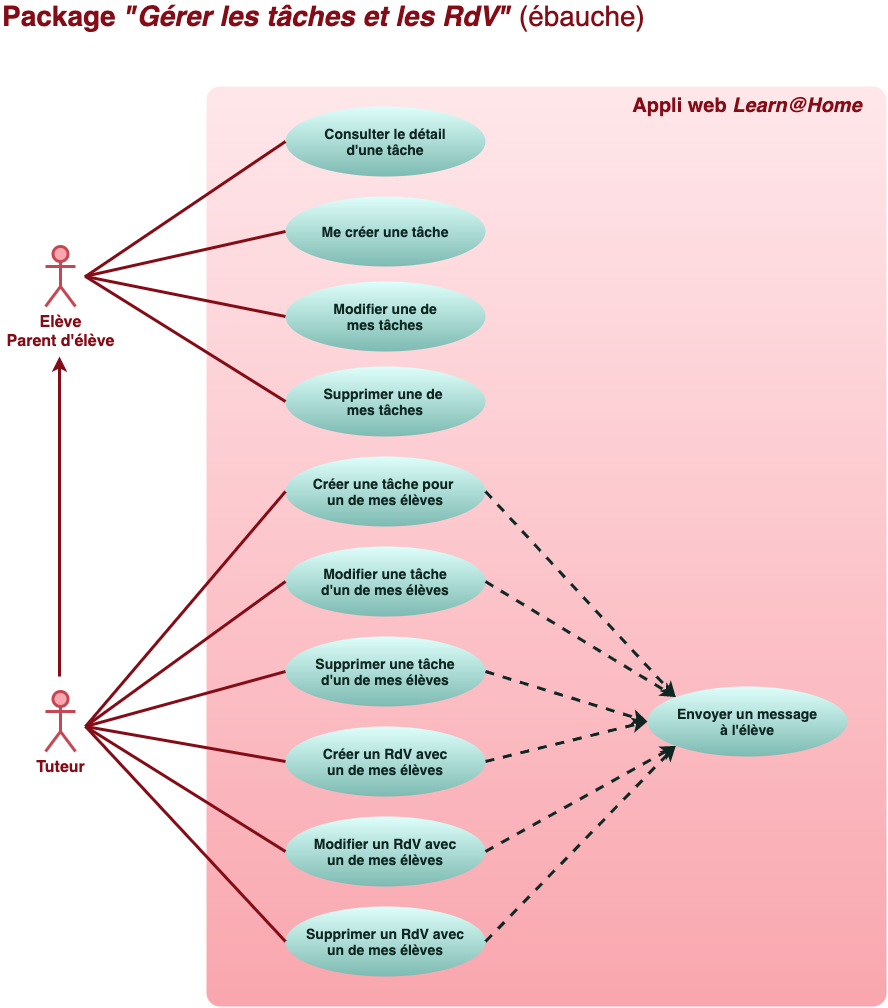 Package "Gérer les tâches et les RdV" (ébauche)
Appli web Learn@Home
Consulter le détail
d'une tâche
Me créer une tâche
Modifier une de
mes tâches
Supprimer une de
mes tâches
Elève
Parent d'élève
Créer une tâche pour
un de mes élèves
Modifier une tâche
d'un de mes élèves
Supprimer une tâche
d'un de mes élèves
Créer un RdV avec
un de mes élèves
Modifier un RdV avec
un de mes élèves
Supprimer un RdV avec
un de mes élèves
Tuteur
Envoyer un message
à l'élève